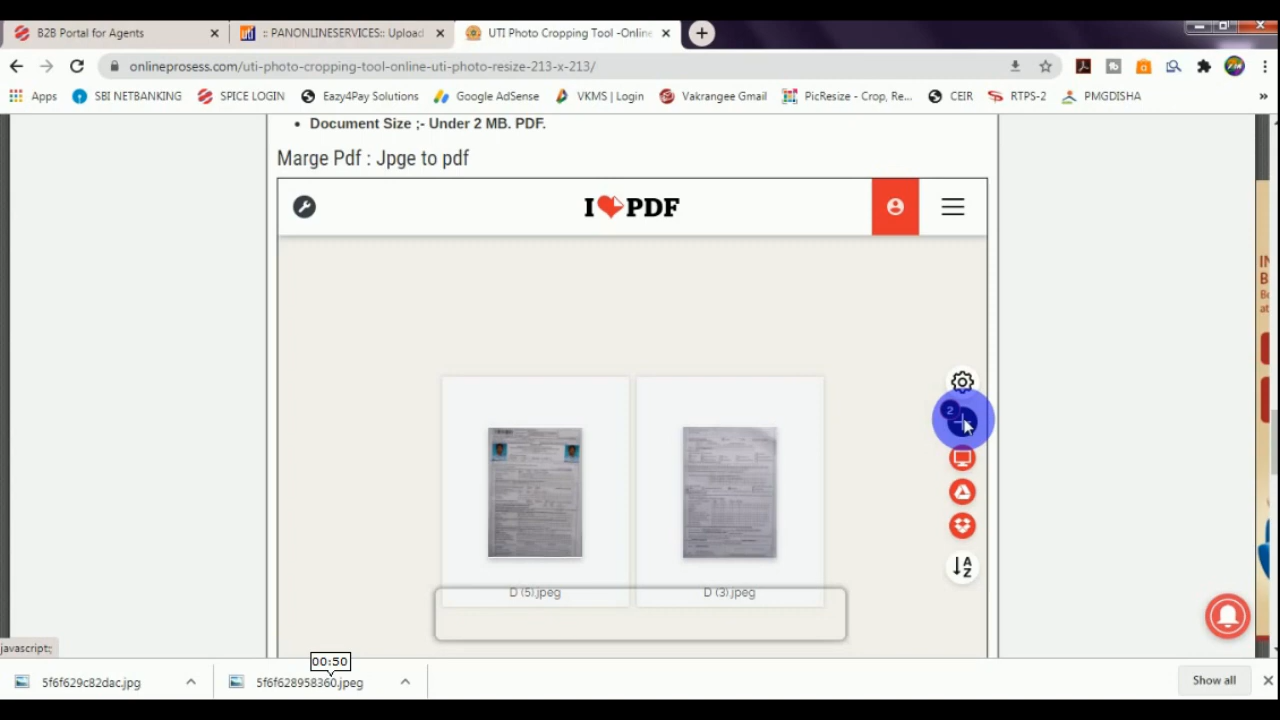 B2B Portal for Agents
:: PANONLINESERVICES:: Upload
UTI Photo Cropping Tool -Online
onlineprosess.com/uti-photo-cropping-tool-online-uti-photo-resize-213-x-213/
Apps
SBI NETBANKING
SPICE LOGIN
Eazy4Pay Solutions
Google AdSense
VKMS | Login
Vakrangee Gmail
PicResize - Crop, Re...
CEIR
RTPS-2
PMGDISHA
Document Size ;- Under 2 MB. PDF.
Marge Pdf : Jpge to pdf
I PDF
2
D (5).jpeg
D (3).jpeg
javascript:;
00:50
5f6f629c82dac.jpg
5f6f628958360.jpeg
Show all